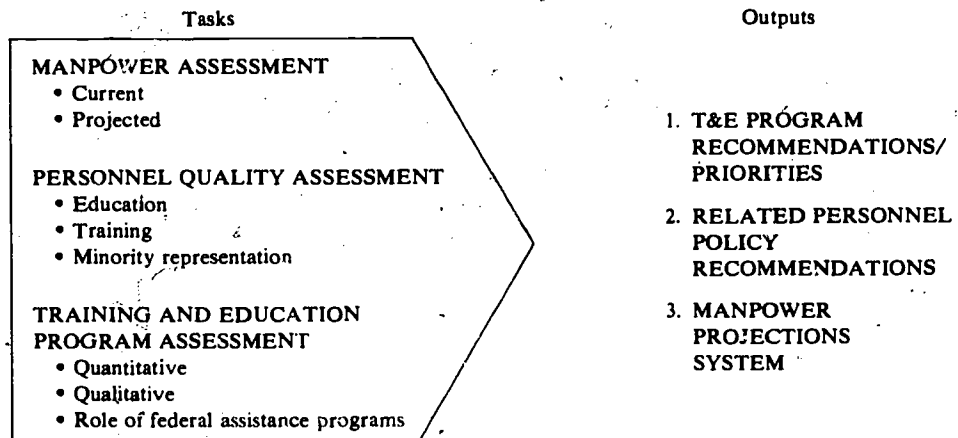 Tasks
MANPOWER ASSESSMENT
• Current
• Projected
PERSONNEL QUALITY ASSESSMENT
• Education
• Training
• Minority representation
TRAINING AND EDUCATION
PROGRAM ASSESSMENT
• Quantitative
• Qualitative
• Role of federal assistance programs
Outputs
1. T&E PROGRAM
RECOMMENDATIONS/
PRIORITIES
2. RELATED PERSONNEL
POLICY
RECOMMENDATIONS
3. MANPOWER
PROJECTIONS
SYSTEM